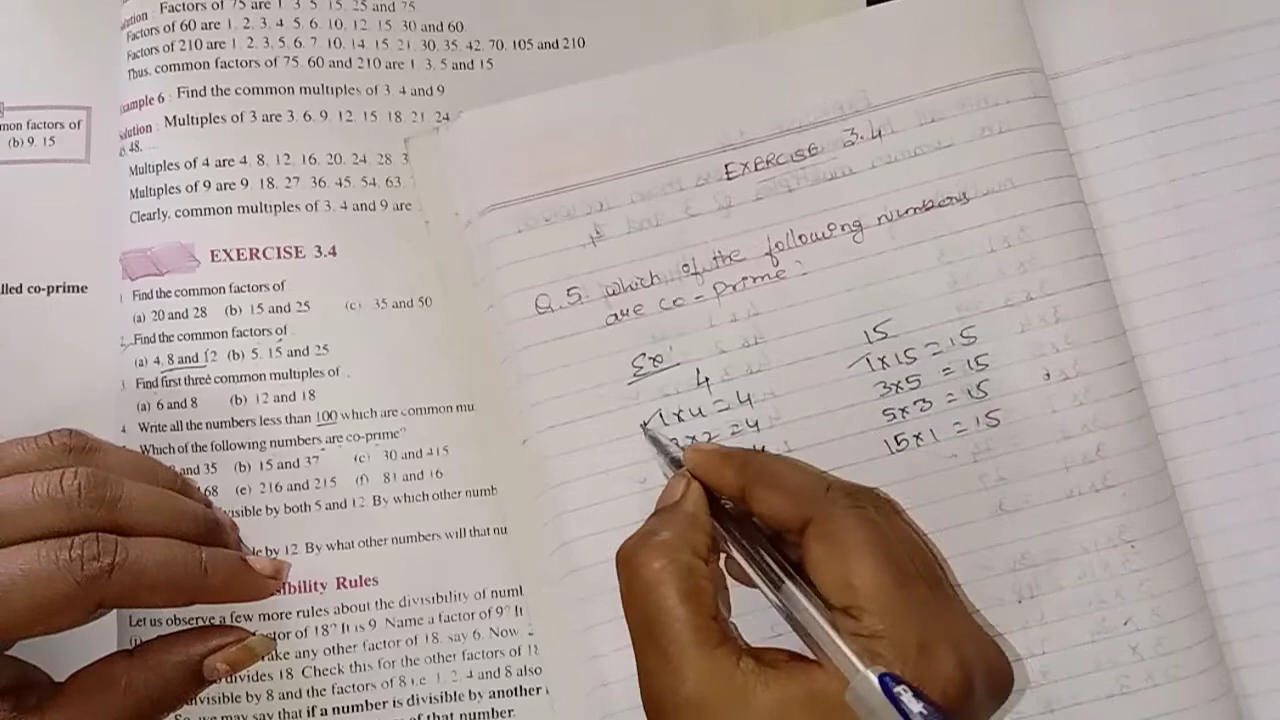 Factors of 75 are 1. 3. 5. 15. 25 and 75
Factors of 60 are 1. 2. 3. 4. 5. 6. 10. 12. 15. 30 and 60.
Factors of 210 are 1. 2. 3. 5. 6. 7. 10. 14. 15. 21. 30. 35. 42. 70. 105 and 210
Thus, common factors of 75. 60 and 210 are 1. 3. 5 and 15
Find the common multiples of 3. 4 and 9
Multiples of 3 are 3. 6. 9. 12. 15. 18. 21. 24
48.
Multiples of 4 are 4. 8. 12. 16. 20. 24. 28. 3
Multiples of 9 are 9. 18. 27. 36. 45. 54. 63.
Clearly. common multiples of 3. 4 and 9 are
EXERCISE 3.4
1. Find the common factors of
(a) 20 and 28 (b) 15 and 25 (c) 35 and 50
2. Find the common factors of
(a) 4, 8 and 12 (b) 5. 15 and 25
3. Find first three common multiples of
(a) 6 and 8 (b) 12 and 18
4. Write all the numbers less than 100 which are common mu
Which of the following numbers are co-prime?
and 35 (b) 15 and 37 (c) 30 and 415
68 (e) 216 and 215 (f) 81 and 16
by both 5 and 12. By which other numb
by 12. By what other numbers will that nu
Rules
Let us observe a few more rules about the divisibility of
of 18? It is 9. Name a factor of 9? It
any other factor of 18. say 6. Now
divides 18. Check this for the other factors of
by 8 and the factors of 8 i.e. 1. 2. 4 and 8 also
may say that if a number is divisible by another
of that number.
factors of
(b) 9. 15
co-prime
EXERCISE 3.4
Q.5. which of the following numbers
are co-prime?
Ex:
4
1x4=4
2x2=4
15
1x15=15
3x5=15
5x3=15
15x1=15